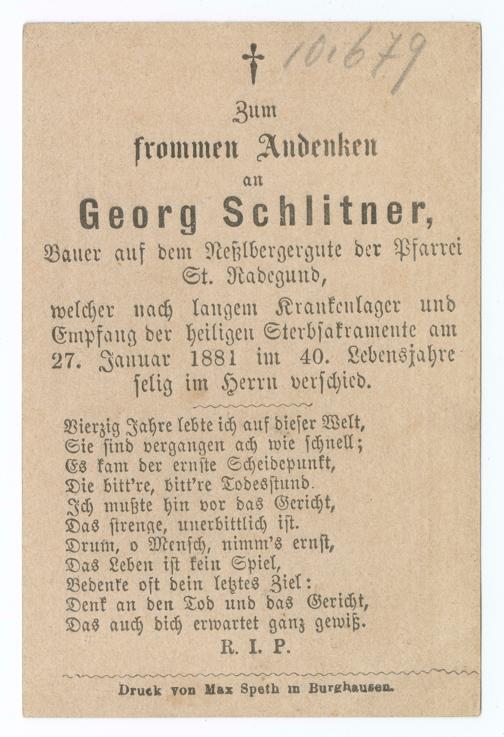 10.679
†
Zum
frommen Andenken
an
Georg Schlitner,
Bauer auf dem Neßlbergergute der Pfarrei
St. Radegund,
welcher nach langem Krankenlager und
Empfang der heiligen Sterbsakramente am
27. Januar 1881 im 40. Lebensjahre
selig im Herrn verschied.
Vierzig Jahre lebte ich auf dieser Welt,
Sie sind vergangen ach wie schnell;
Es kam der ernste Scheidepunkt,
Die bitt're, bitt're Todesstund.
Ich mußte hin vor das Gericht,
Das strenge, unerbittlich ist.
Drum, o Mensch, nimm's ernst,
Das Leben ist kein Spiel,
Bedenke oft dein letztes Ziel:
Denk an den Tod und das Gericht,
Das auch dich erwartet ganz gewiß.
R. I. P.
Druck von Max Speth in Burghausen.